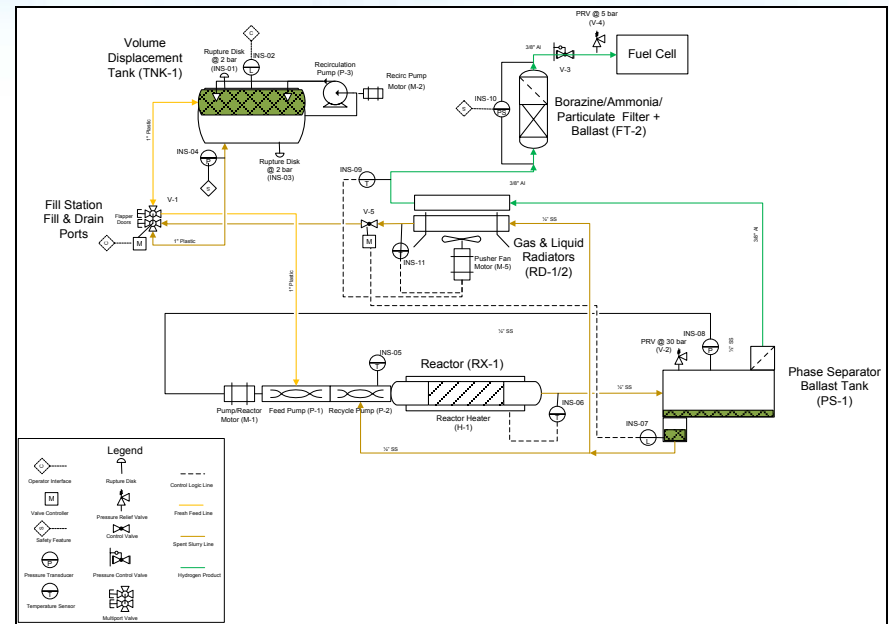 Volume
Displacement
Tank (TNK-1)
Rupture Disk
@ 2 bar
(INS-01)
C
INS-02
L
Recirculation
Pump (P-3)
Recirc Pump
Motor (M-2)
PRV @ 5 bar
(V-4)
3/8" Al
V-3
Fuel Cell
INS-10
S
PS
Borazine/Ammonia/
Particulate Filter +
Ballast (FT-2)
1" Plastic
INS-04
P
S
Rupture Disk
@ 2 bar
(INS-03)
INS-09
T
3/8" Al
Fill Station
Fill & Drain
Ports
V-1
Flapper
Doors
M
1" Plastic
V-5
M
INS-11
T
½" SS
Pusher Fan
Motor (M-5)
Gas & Liquid
Radiators
(RD-1/2)
3/8" Al
1" Plastic
½" SS
PRV @ 30 bar
(V-2)
INS-08
P
½" SS
INS-05
T
Reactor (RX-1)
½" SS
Phase Separator
Ballast Tank
(PS-1)
Pump/Reactor
Motor (M-1)
Feed Pump (P-1)
Recycle Pump (P-2)
Reactor Heater
(H-1)
INS-06
T
INS-07
L
½" SS
Legend
Operator Interface
Rupture Disk
Control Logic Line
M
Valve Controller
Pressure Relief Valve
Fresh Feed Line
S
Safety Feature
Control Valve
Spent Slurry Line
P
Pressure Transducer
Pressure Control Valve
Hydrogen Product
T
Temperature Sensor
Multiport Valve